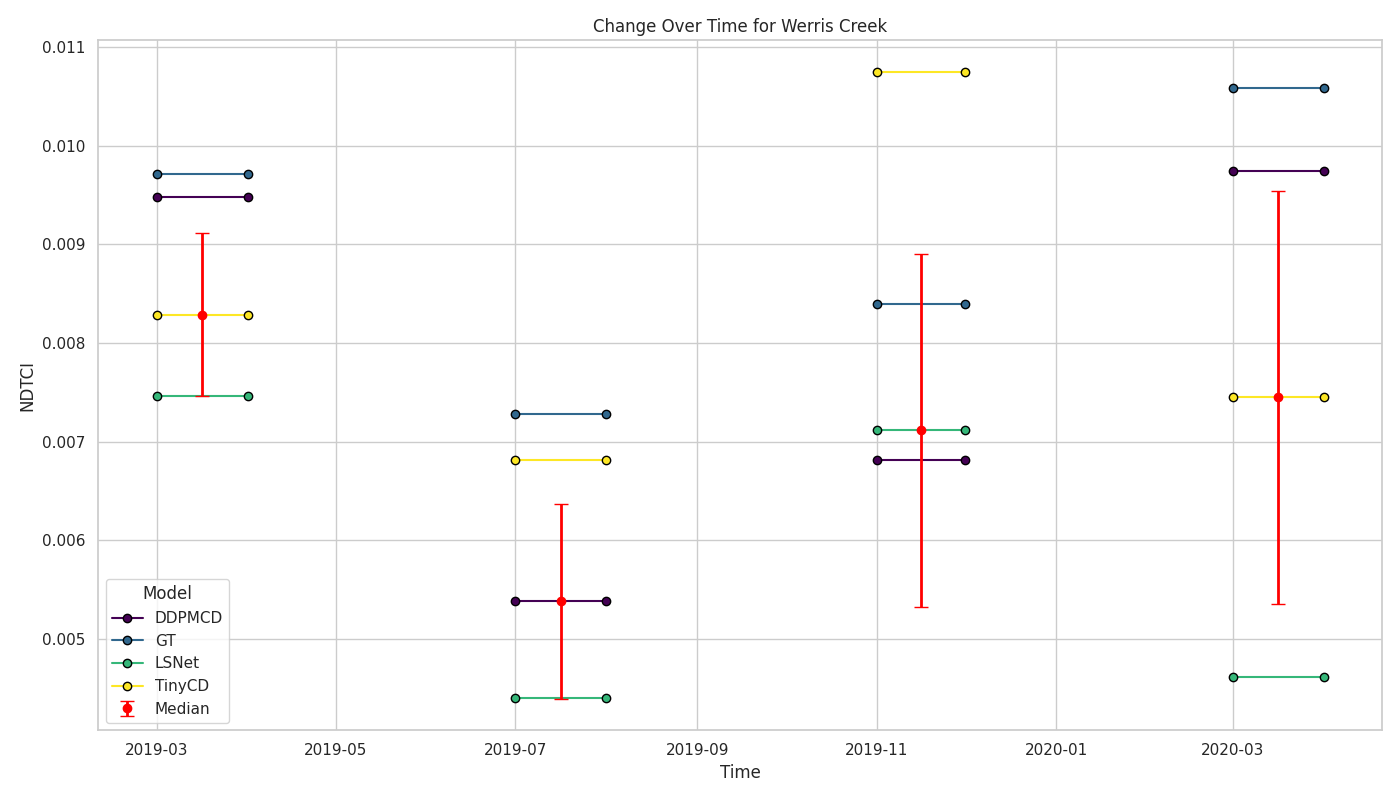 Change Over Time for Werris Creek
0.011
0.010
0.009
0.008
0.007
0.006
0.005
NDTCI
Model
DDPMCD
GT
LSNet
TinyCD
Median
2019-03
2019-05
2019-07
2019-09
2019-11
2020-01
2020-03
Time